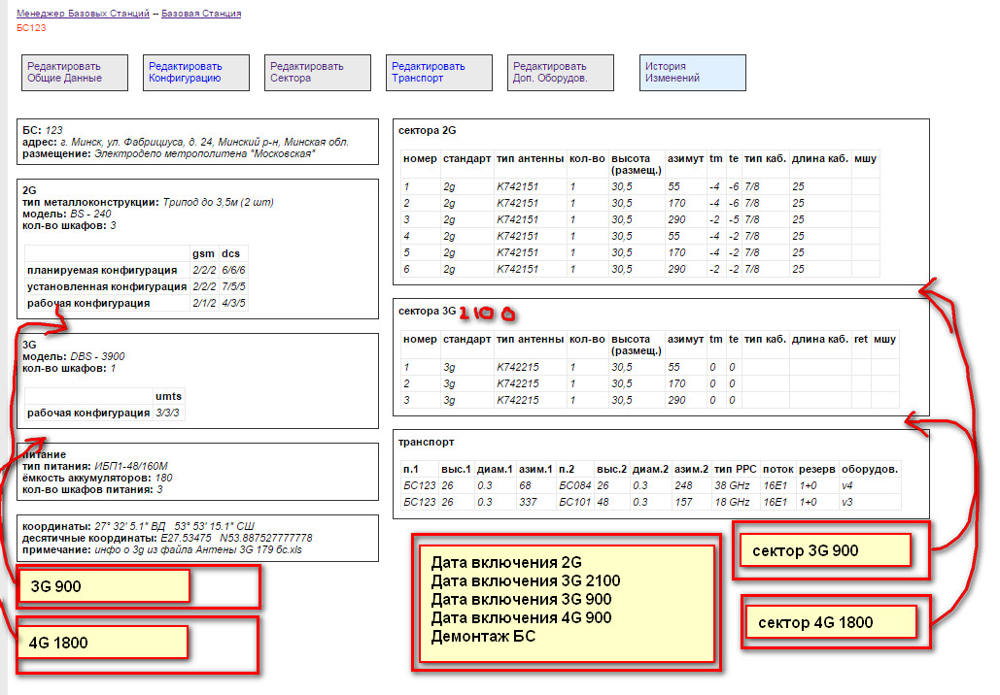 Менеджер Базовых Станций -- Базовая Станция
БС123
Редактировать Общие Данные
Редактировать Конфигурацию
Редактировать Сектора
Редактировать Транспорт
Редактировать Доп. Оборудов.
История Изменений
БС: 123
адрес: г. Минск, ул. Фабрициуса, д. 24, Минский р-н, Минская обл.
размещение: Электродепо метрополитена "Московская"
2G
тип металлоконструкции: Трипод до 3,5м (2 шт)
модель: BS - 240
кол-во шкафов: 3
gsm dcs
планируемая конфигурация 2/2/2 6/6/6
установленная конфигурация 2/2/2 7/5/5
рабочая конфигурация 2/1/2 4/3/5
3G
модель: DBS - 3900
кол-во шкафов: 1
umts
рабочая конфигурация 3/3/3
питание
тип питания: ИБП1-48/160М
ёмкость аккумуляторов: 180
кол-во шкафов питания: 3
координаты: 27° 32' 5.1" ВД 53° 53' 15.1" СШ
десятичные координаты: E27.53475 N53.887527777778
примечание: инфо о 3g из файла Антены 3G 179 бс.xls
3G 900
4G 1800
сектора 2G
номер стандарт тип антенны кол-во высота (размещ.) азимут tm te тип каб. длина каб. мшу
1 2g K742151 1 30,5 55 -4 -6 7/8 25
2 2g K742151 1 30,5 170 -4 -6 7/8 25
3 2g K742151 1 30,5 290 -2 -5 7/8 25
4 2g K742151 1 30,5 55 -4 -2 7/8 25
5 2g K742151 1 30,5 170 -4 -2 7/8 25
6 2g K742151 1 30,5 290 -2 -2 7/8 25
сектора 3G 2100
номер стандарт тип антенны кол-во высота (размещ.) азимут tm te тип каб. длина каб. ret мшу
1 3g K742215 1 30,5 55 0 0
2 3g K742215 1 30,5 170 0 0
3 3g K742215 1 30,5 290 0 0
транспорт
п.1 выс.1 диам.1 азим.1 п.2 выс.2 диам.2 азим.2 тип РРС поток резерв оборудов.
БС123 26 0.3 68 БС084 26 0.3 248 38 GHz 16E1 1+0 v4
БС123 26 0.3 337 БС101 48 0.3 157 18 GHz 16E1 1+0 v3
Дата включения 2G
Дата включения 3G 2100
Дата включения 3G 900
Дата включения 4G 900
Демонтаж БС
сектор 3G 900
сектор 4G 1800